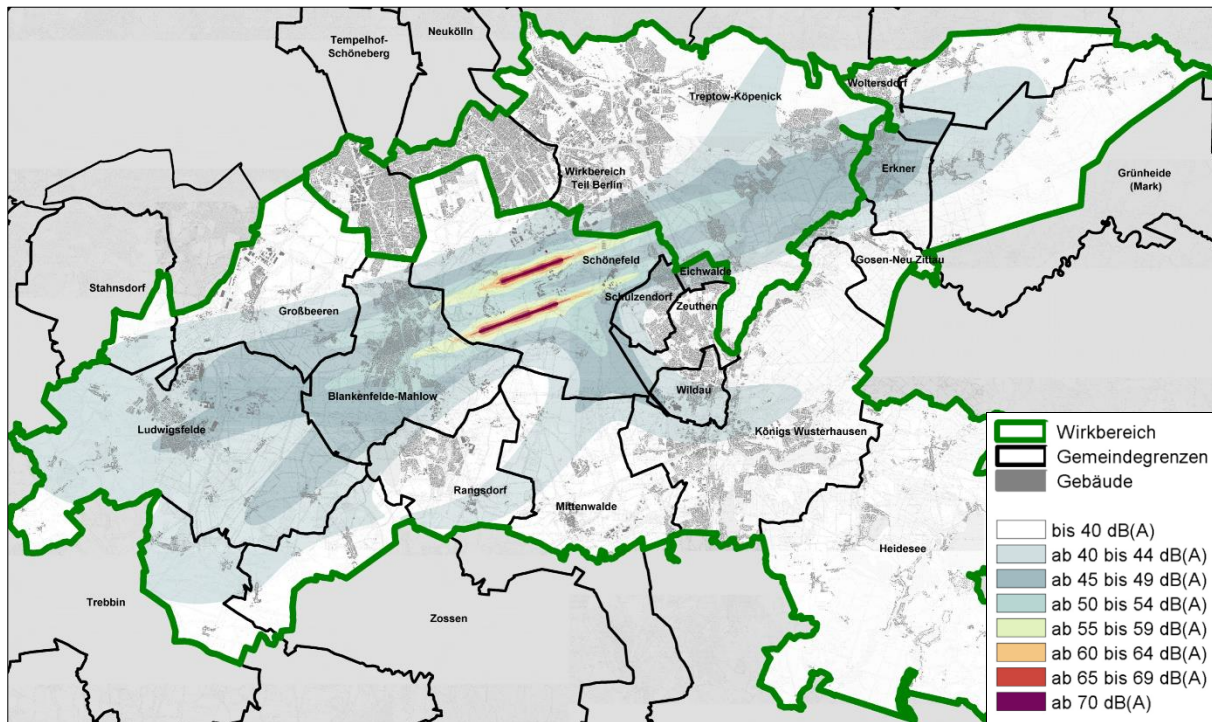 Neukölln
Tempelhof-
Schöneberg
Woltersdorf
Treptow-Köpenick
Wirkbereich
Teil Berlin
Erkner
Grünheide
(Mark)
Schönefeld
Gosen-Neu Zittau
Eichwalde
Stahnsdorf
Schulzendorf
Zeuthen
Großbeeren
Wildau
Blankenfelde-Mahlow
Ludwigsfelde
Königs Wusterhausen
Rangsdorf
Mittenwalde
Heidesee
Trebbin
Zossen
Wirkbereich
Gemeindegrenzen
Gebäude
bis 40 dB(A)
ab 40 bis 44 dB(A)
ab 45 bis 49 dB(A)
ab 50 bis 54 dB(A)
ab 55 bis 59 dB(A)
ab 60 bis 64 dB(A)
ab 65 bis 69 dB(A)
ab 70 dB(A)